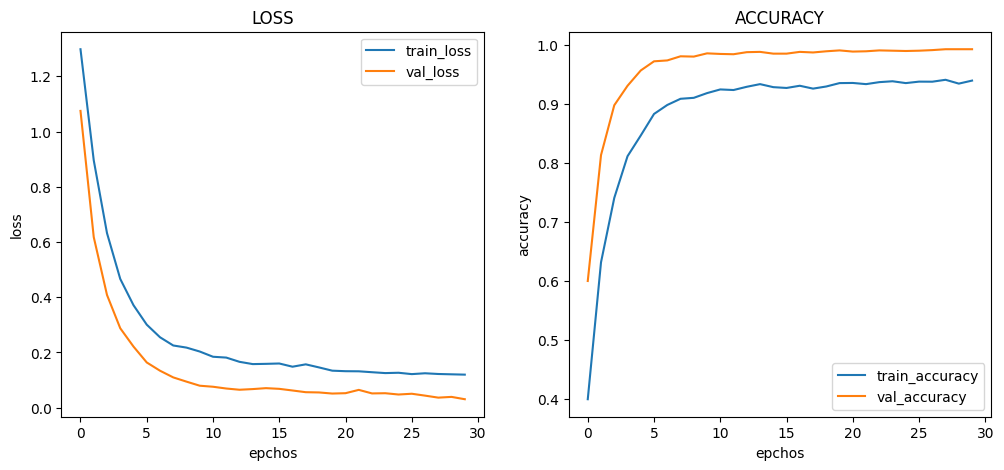 LOSS
train_loss
val_loss
1.2
1.0
0.8
0.6
0.4
0.2
0.0
loss
0 5 10 15 20 25 30
epchos
ACCURACY
1.0
0.9
0.8
0.7
0.6
0.5
0.4
accuracy
train_accuracy
val_accuracy
0 5 10 15 20 25 30
epchos